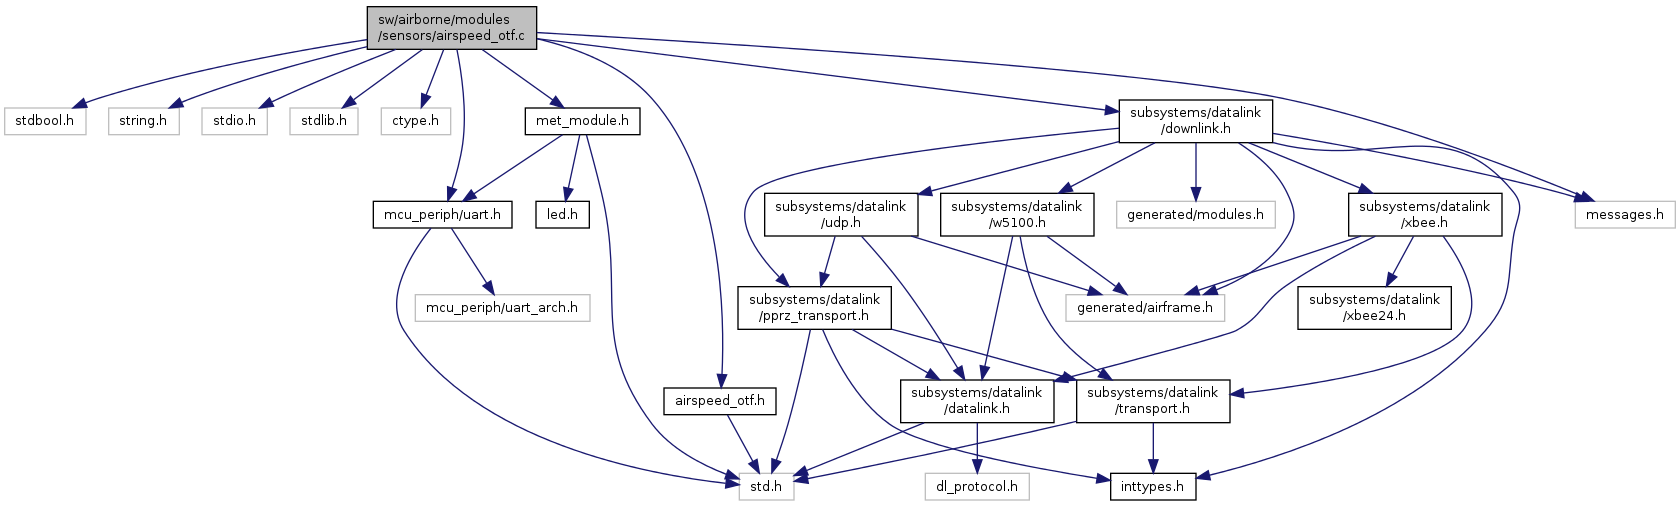 sw/airborne/modules
/sensors/airspeed_otf.c
stdbool.h
string.h
stdio.h
stdlib.h
ctype.h
met_module.h
subsystems/datalink
/downlink.h
mcu_periph/uart.h
led.h
subsystems/datalink
/udp.h
subsystems/datalink
/w5100.h
generated/modules.h
subsystems/datalink
/xbee.h
messages.h
mcu_periph/uart_arch.h
subsystems/datalink
/pprz_transport.h
generated/airframe.h
subsystems/datalink
/xbee24.h
airspeed_otf.h
subsystems/datalink
/datalink.h
subsystems/datalink
/transport.h
std.h
dl_protocol.h
inttypes.h